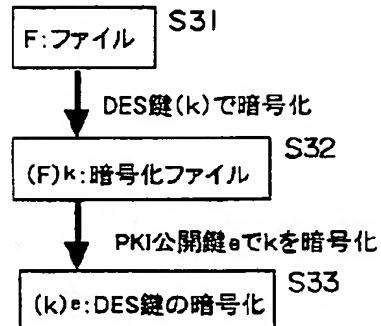 S31
F:ファイル
DES鍵(k)で暗号化
S32
(F)k:暗号化ファイル
PKI公開鍵eでkを暗号化
S33
(k)e:DES鍵の暗号化